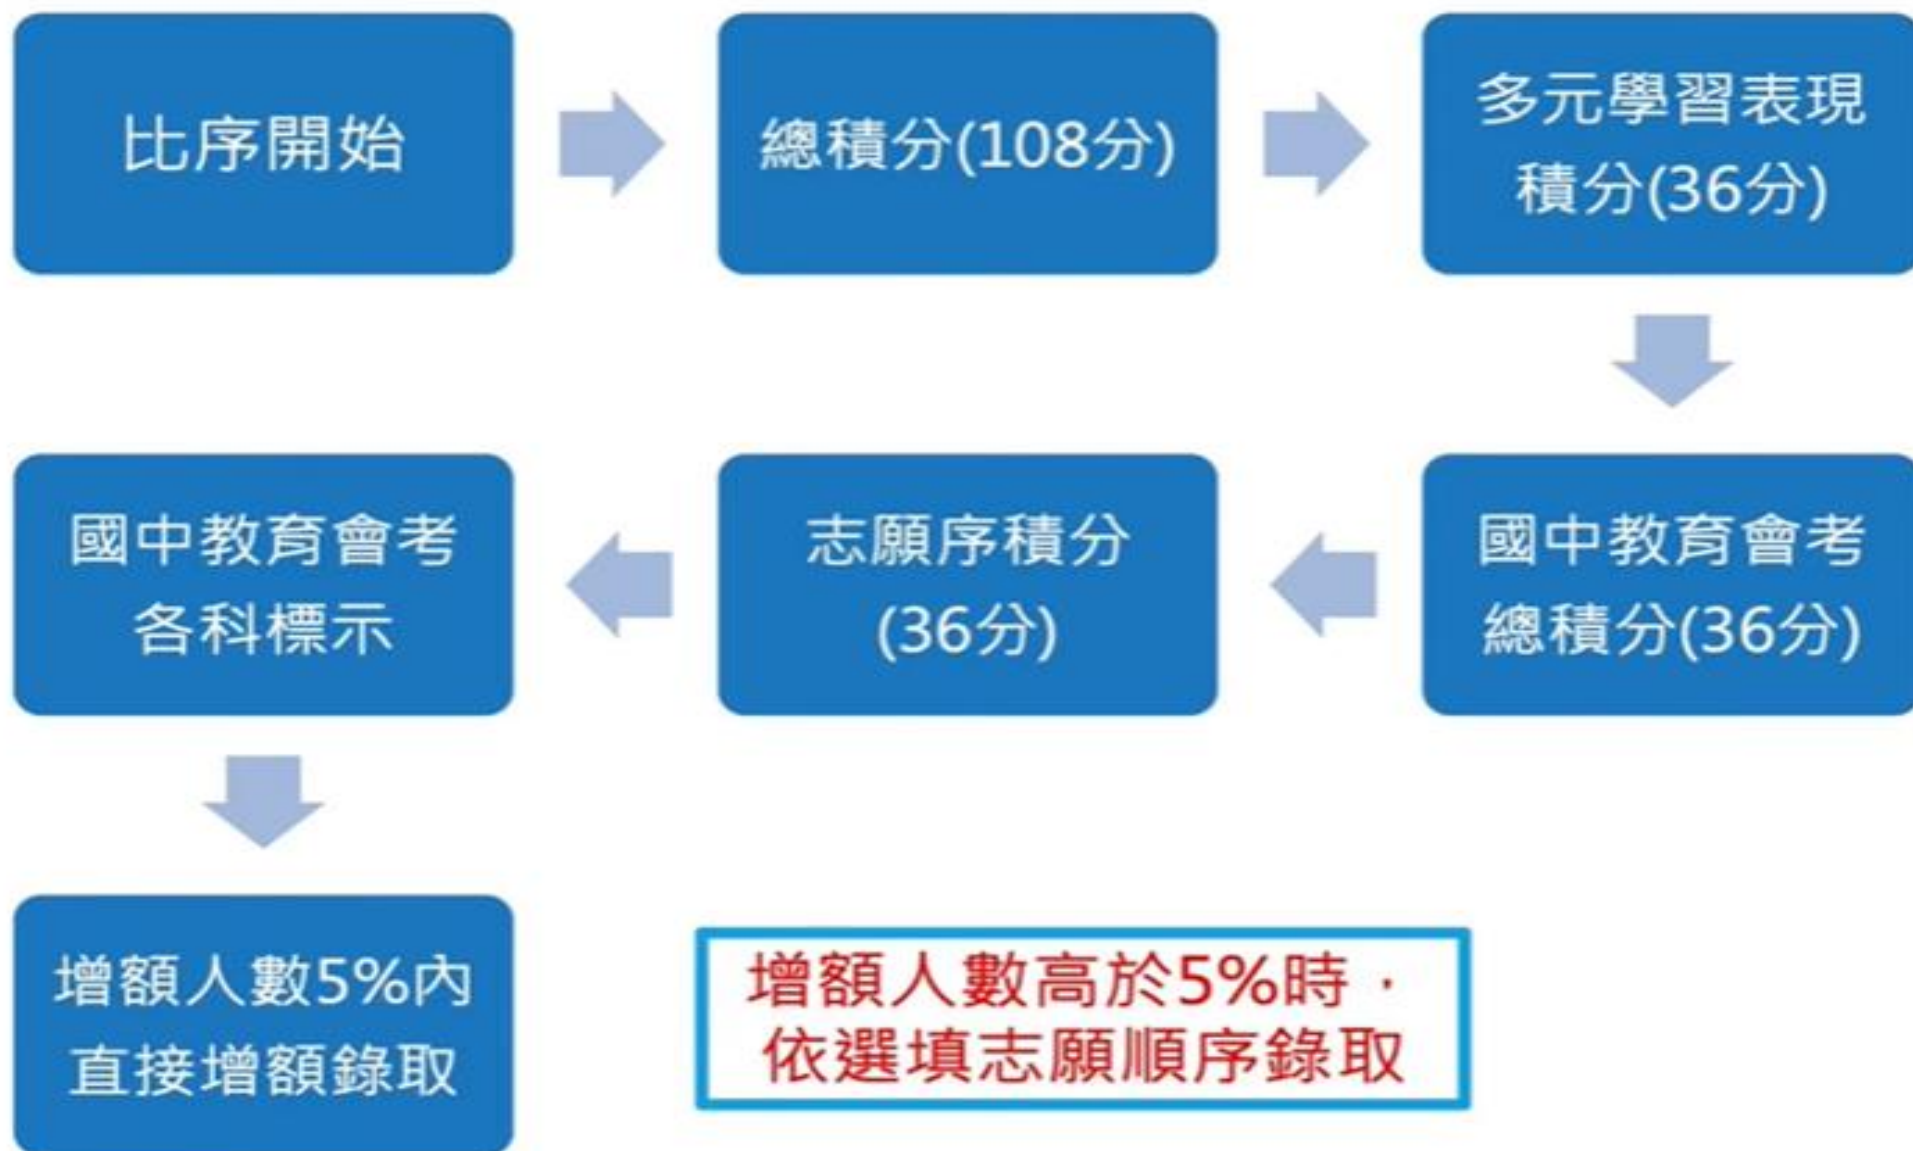 比序開始
總積分(108分)
多元學習表現
積分(36分)
國中教育會考
總積分(36分)
志願序積分
(36分)
國中教育會考
各科標示
增額人數5%內
直接增額錄取
增額人數高於5%時，
依選填志願順序錄取